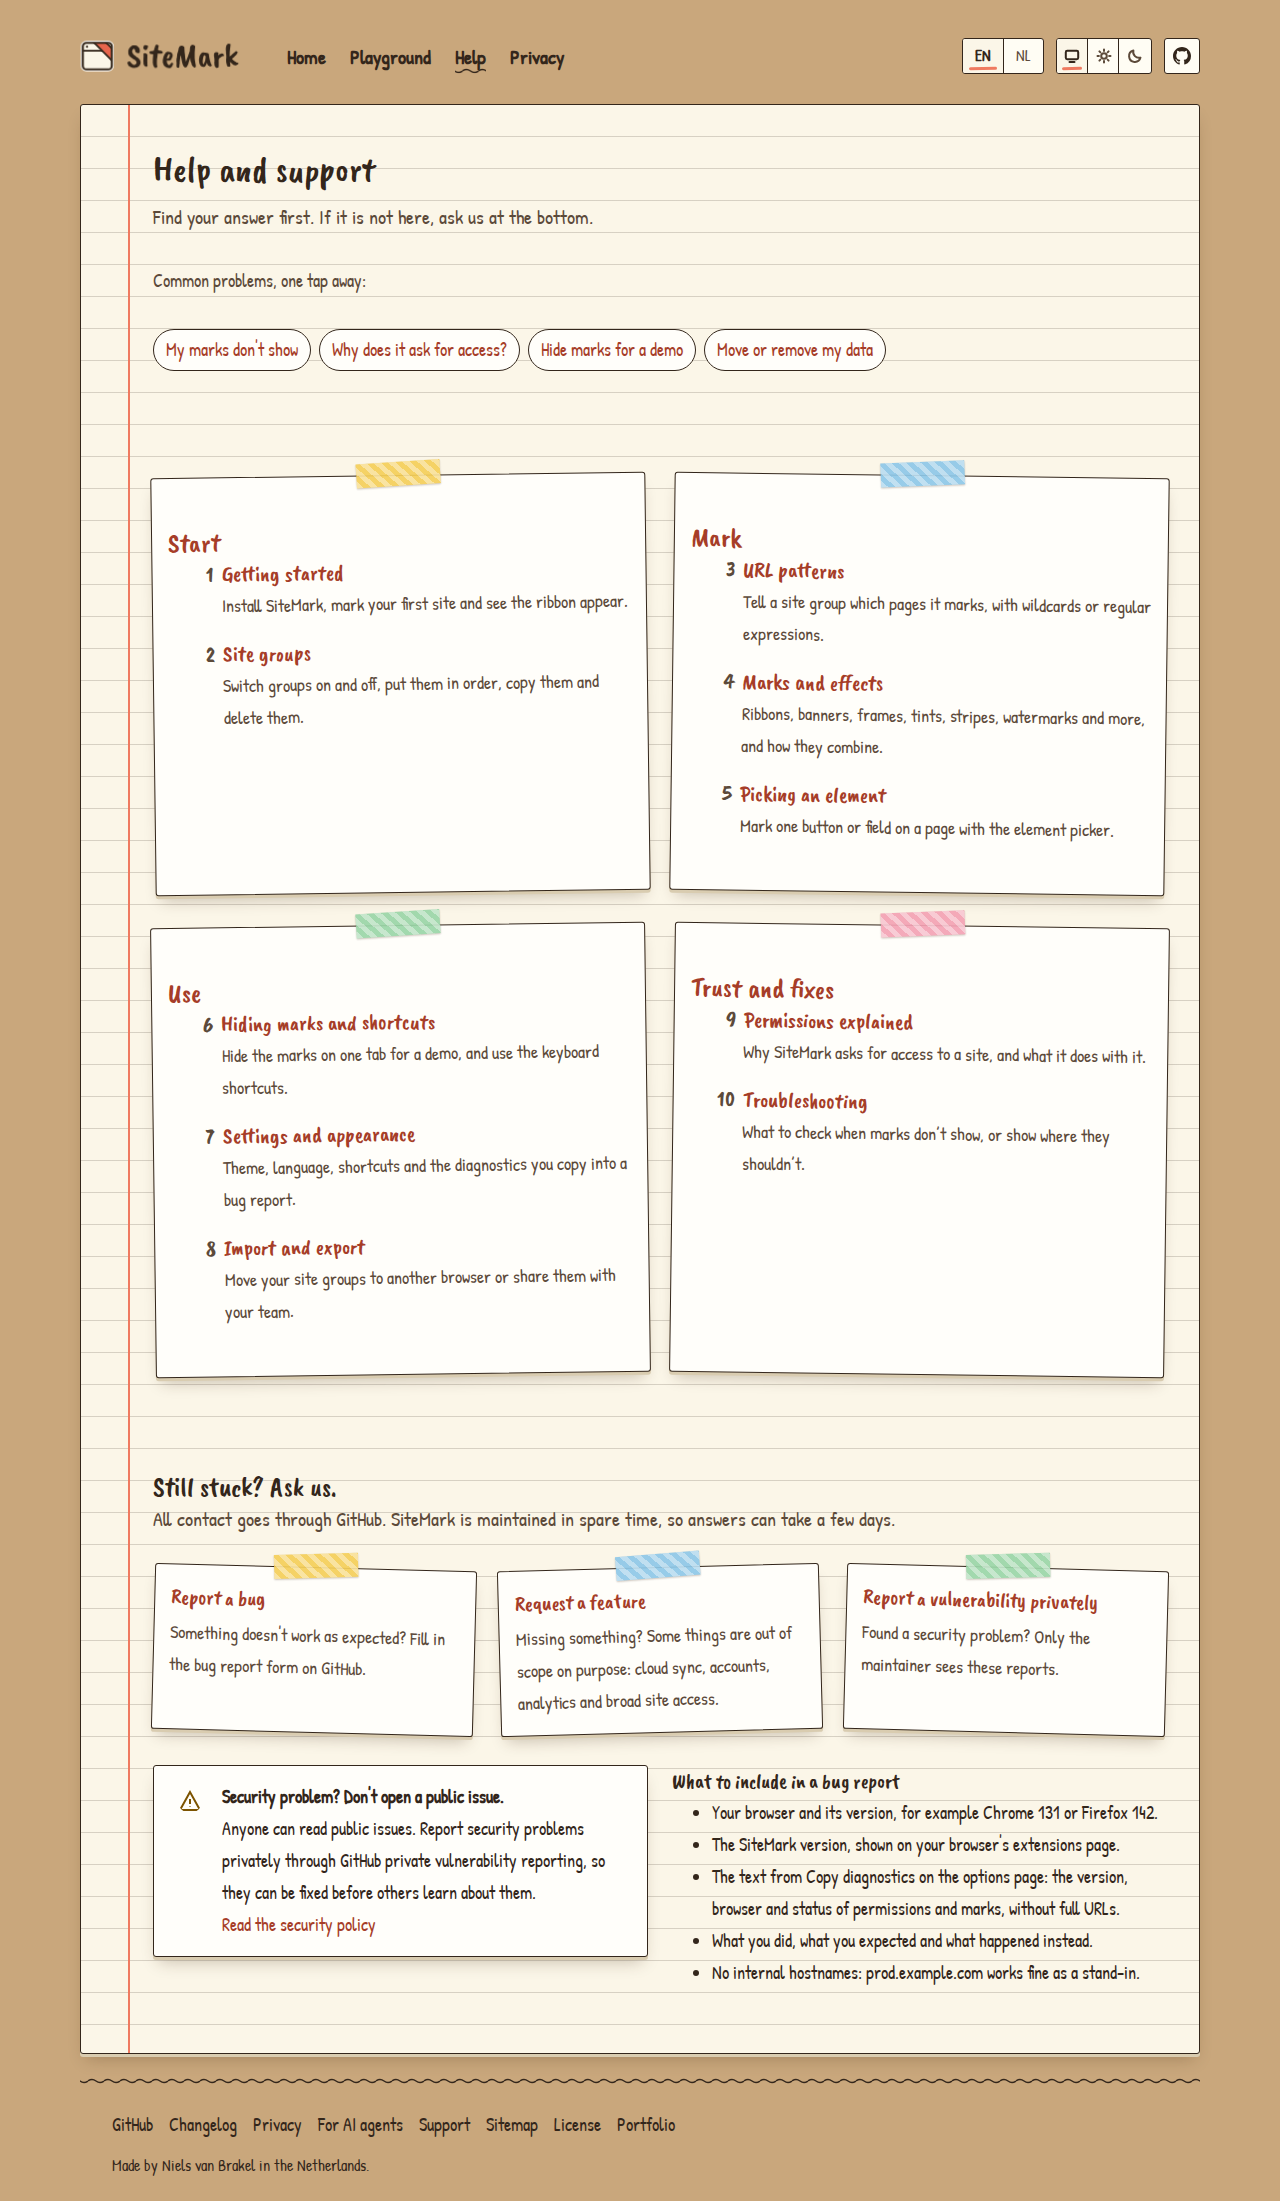 SiteMark
Home Playground Help Privacy
EN NL
Help and support
Find your answer first. If it is not here, ask us at the bottom.
Common problems, one tap away:
My marks don't show Why does it ask for access? Hide marks for a demo Move or remove my data
Start
1 Getting started
Install SiteMark, mark your first site and see the ribbon appear.
2 Site groups
Switch groups on and off, put them in order, copy them and
delete them.
Mark
3 URL patterns
Tell a site group which pages it marks, with wildcards or regular
expressions.
4 Marks and effects
Ribbons, banners, frames, tints, stripes, watermarks and more,
and how they combine.
5 Picking an element
Mark one button or field on a page with the element picker.
Use
6 Hiding marks and shortcuts
Hide the marks on one tab for a demo, and use the keyboard
shortcuts.
7 Settings and appearance
Theme, language, shortcuts and the diagnostics you copy into a
bug report.
8 Import and export
Move your site groups to another browser or share them with
your team.
Trust and fixes
9 Permissions explained
Why SiteMark asks for access to a site, and what it does with it.
10 Troubleshooting
What to check when marks don't show, or show where they
shouldn't.
Still stuck? Ask us.
All contact goes through GitHub. SiteMark is maintained in spare time, so answers can take a few days.
Report a bug
Something doesn't work as expected? Fill in
the bug report form on GitHub.
Request a feature
Missing something? Some things are out of
scope on purpose: cloud sync, accounts,
analytics and broad site access.
Report a vulnerability privately
Found a security problem? Only the
maintainer sees these reports.
Security problem? Don't open a public issue.
Anyone can read public issues. Report security problems
privately through GitHub private vulnerability reporting, so
they can be fixed before others learn about them.
Read the security policy
What to include in a bug report
• Your browser and its version, for example Chrome 131 or Firefox 142.
• The SiteMark version, shown on your browser's extensions page.
• The text from Copy diagnostics on the options page: the version,
browser and status of permissions and marks, without full URLs.
• What you did, what you expected and what happened instead.
• No internal hostnames: prod.example.com works fine as a stand-in.
GitHub Changelog Privacy For AI agents Support Sitemap License Portfolio
Made by Niels van Brakel in the Netherlands.